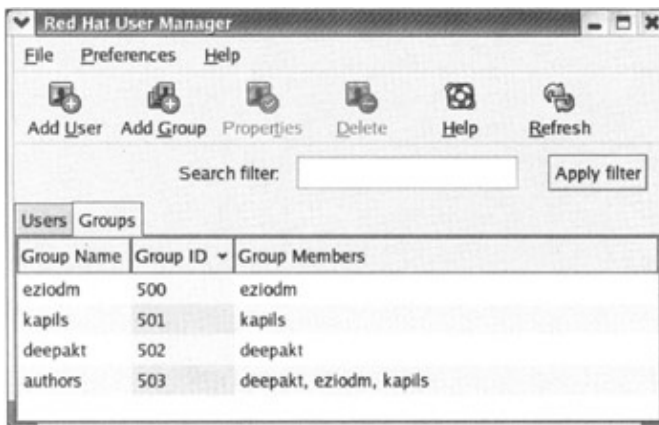 Red Hat User Manager
File Preferences Help
Add User Add Group Properties Delete Help Refresh
Search filter: Apply filter
Users Groups
Group Name Group ID Group Members
eziodm 500 eziodm
kapils 501 kapils
deepakt 502 deepakt
authors 503 deepakt, eziodm, kapils